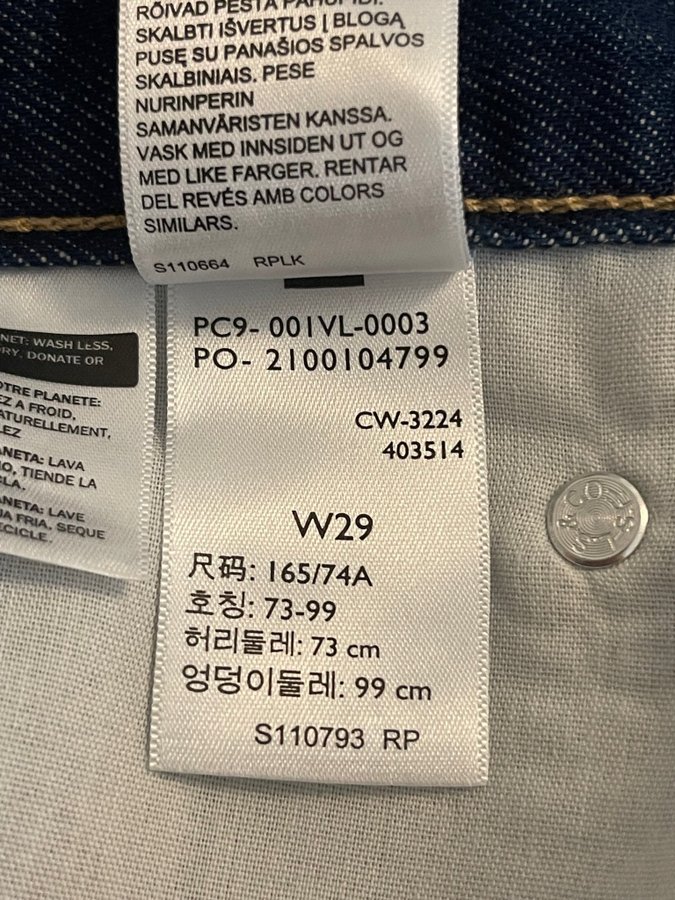 RÕIVAD PESTA PAHUPIDI.
SKALBTI IŠVERTUS Į BLOGĄ
PUSĘ SU PANAŠIOS SPALVOS
SKALBINIAIS. PESE
NURINPERIN
SAMANVÄRISTEN KANSSA.
VASK MED INNSIDEN UT OG
MED LIKE FARGER. RENTAR
DEL REVÉS AMB COLORS
SIMILARS.
S110664 RPLK
NET: WASH LESS,
DRY, DONATE OR
OTRE PLANETE:
EZ A FROID,
ATURELLEMENT,
LEZ
NETA: LAVA
O, TIENDE LA
CLA.
NETA: LAVE
UA FRIA, SEQUE
ECICLE.
PC9- 001VL-0003
PO- 2100104799
CW-3224
403514
W29
尺码: 165/74A
호칭: 73-99
허리둘레: 73 cm
엉덩이둘레: 99 cm
S110793 RP